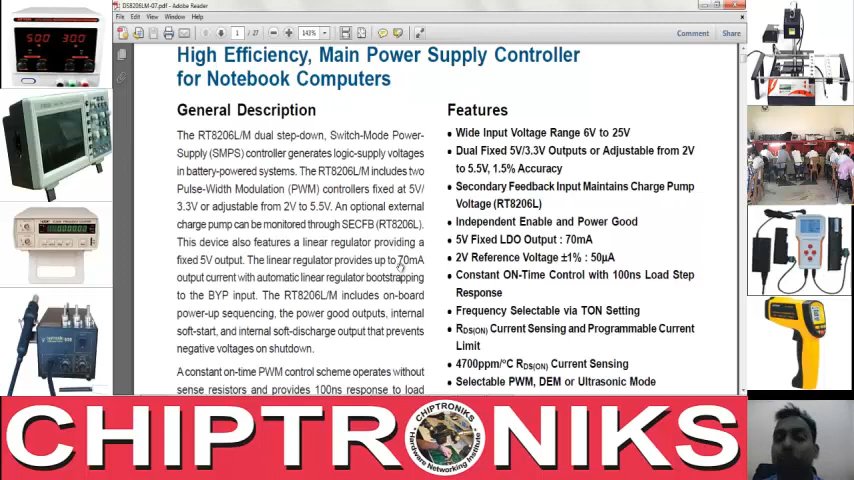 DS8206LM-07.pdf - Adobe Reader
File Edit View Window Help
1 / 27 143% Comment Share
High Efficiency, Main Power Supply Controller
for Notebook Computers
General Description
The RT8206L/M dual step-down, Switch-Mode Power-
Supply (SMPS) controller generates logic-supply voltages
in battery-powered systems. The RT8206L/M includes two
Pulse-Width Modulation (PWM) controllers fixed at 5V/
3.3V or adjustable from 2V to 5.5V. An optional external
charge pump can be monitored through SECFB (RT8206L).
This device also features a linear regulator providing a
fixed 5V output. The linear regulator provides up to 70mA
output current with automatic linear regulator bootstrapping
to the BYP input. The RT8206L/M includes on-board
power-up sequencing, the power good outputs, internal
soft-start, and internal soft-discharge output that prevents
negative voltages on shutdown.
A constant on-time PWM control scheme operates without
sense resistors and provides 100ns response to load
Features
• Wide Input Voltage Range 6V to 25V
• Dual Fixed 5V/3.3V Outputs or Adjustable from 2V
to 5.5V, 1.5% Accuracy
• Secondary Feedback Input Maintains Charge Pump
Voltage (RT8206L)
• Independent Enable and Power Good
• 5V Fixed LDO Output : 70mA
• 2V Reference Voltage ±1% : 50μA
• Constant ON-Time Control with 100ns Load Step
Response
• Frequency Selectable via TON Setting
• RDS(ON) Current Sensing and Programmable Current
Limit
• 4700ppm/°C RDS(ON) Current Sensing
• Selectable PWM, DEM or Ultrasonic Mode
500 300
CHIPTRONIKS
CHIPTRONIKS
Hardware Networking Institute